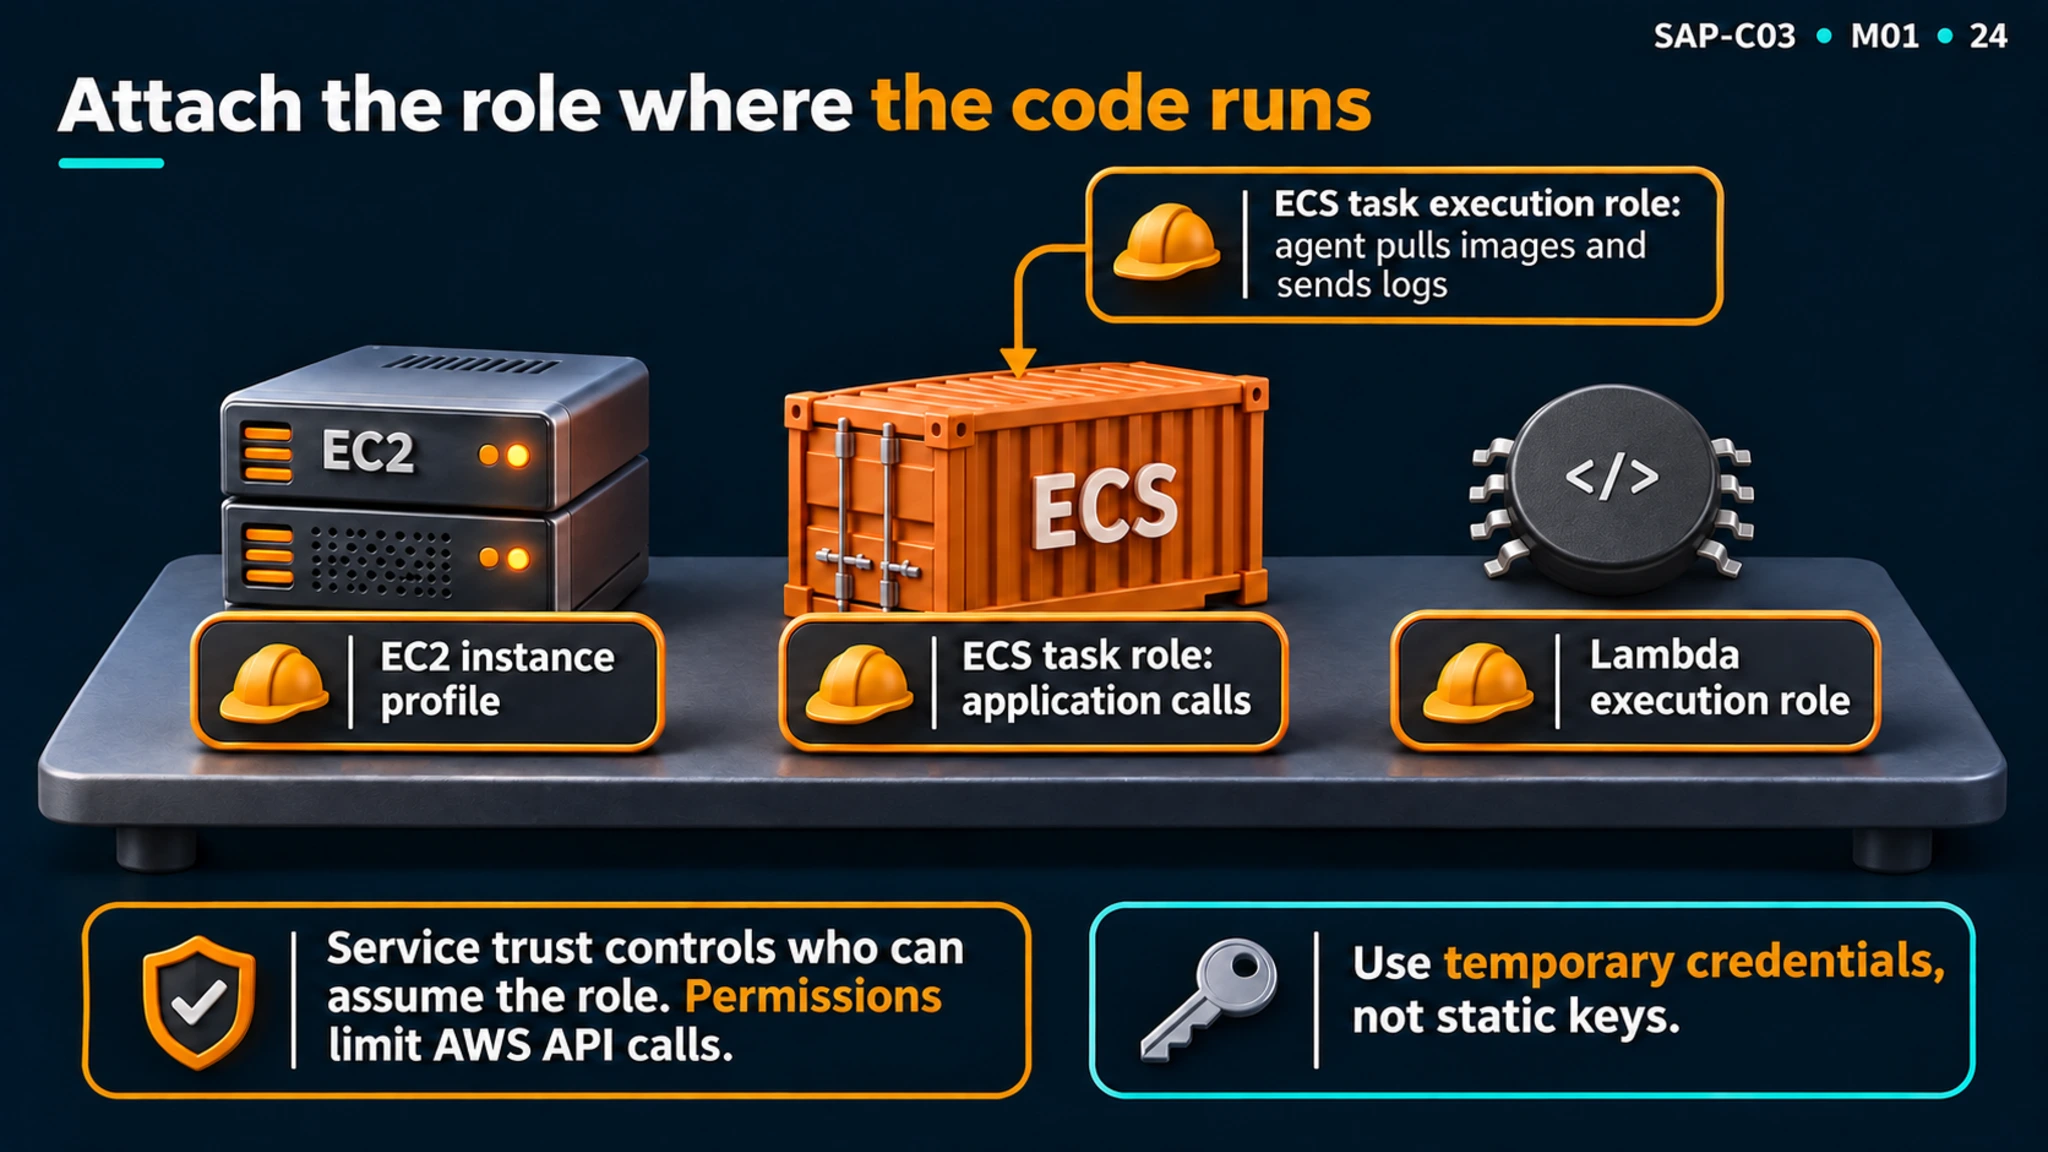 SAP-C03 • M01 • 24
Attach the role where the code runs
ECS task execution role:
agent pulls images and
sends logs
EC2
ECS
</>
EC2 instance
profile
ECS task role:
application calls
Lambda
execution role
Service trust controls who can
assume the role. Permissions
limit AWS API calls.
Use temporary credentials,
not static keys.